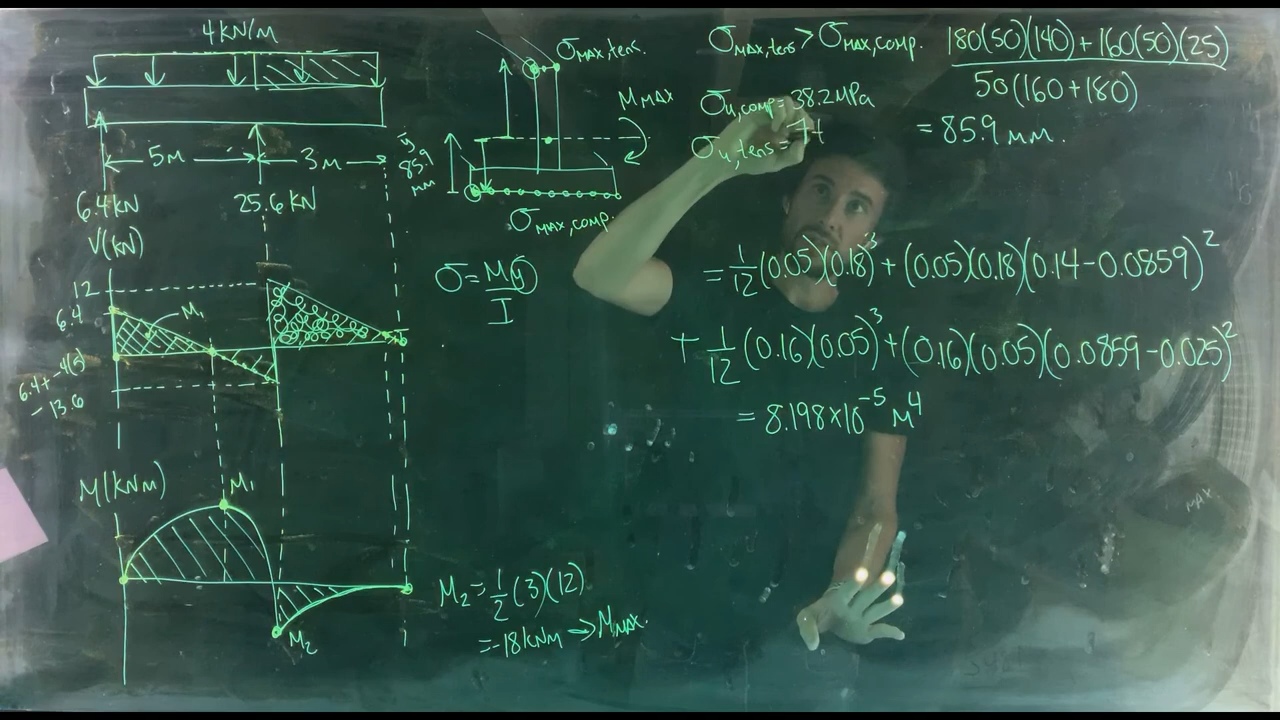 4 kN/m
5m
3m
6.4 kN
25.6 KN
V(kN)
12
6.4
M₁
6.4 + -4(5)
-13.6
M(KNM)
M₁
M₂
σMAX,tens.
MMAX
ȳ
85.9
mm
σMAX,comp.
σ = M(y) / I
M₂ = 1/2 (3)(12)
= -18 kNm → MMAX.
σMAX,tens > σMAX,comp.
σu,comp = 38.2 MPa
σu,tens =
180(50)(140) + 160(50)(25)
50(160+180)
= 85.9 mm.
= 1/12 (0.05)(0.18)³ + (0.05)(0.18)(0.14 - 0.0859)²
+ 1/12 (0.16)(0.05)³ + (0.16)(0.05)(0.0859 - 0.025)²
= 8.198 × 10⁻⁵ m⁴
MAX